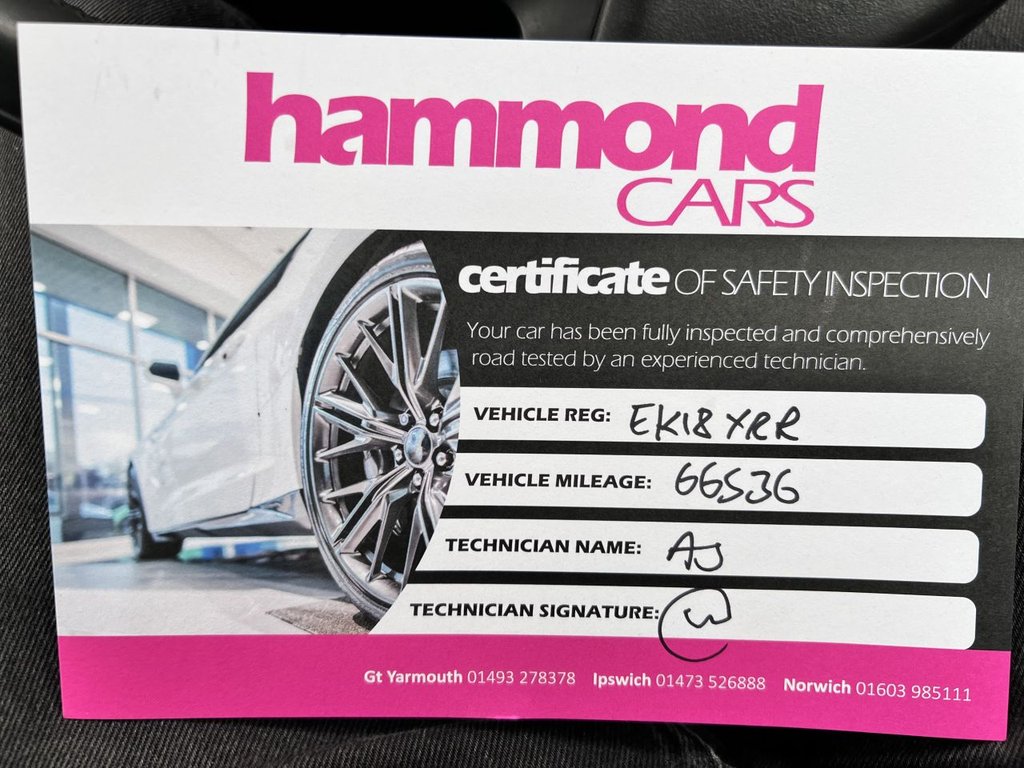 hammond
CARS
certificate OF SAFETY INSPECTION
Your car has been fully inspected and comprehensively
road tested by an experienced technician.
VEHICLE REG: EK18 XRR
VEHICLE MILEAGE: 66536
TECHNICIAN NAME: AJ
TECHNICIAN SIGNATURE:
Gt Yarmouth 01493 278378 Ipswich 01473 526888 Norwich 01603 985111